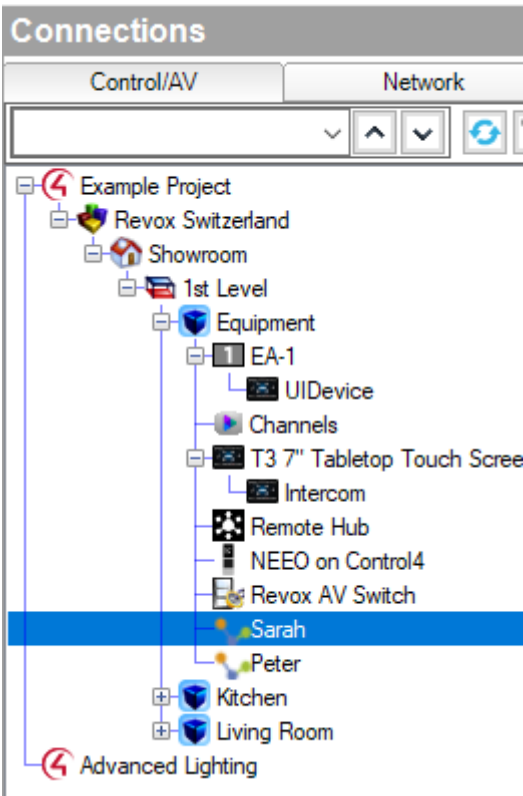 Connections
Control/AV Network
Example Project
Revox Switzerland
Showroom
1st Level
Equipment
1 EA-1
UIDevice
Channels
T3 7" Tabletop Touch Scree
Intercom
Remote Hub
NEEO on Control4
Revox AV Switch
Sarah
Peter
Kitchen
Living Room
Advanced Lighting